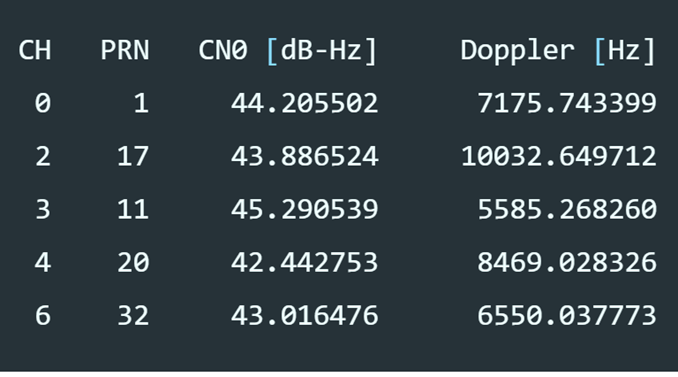 CH PRN CN0 [dB-Hz] Doppler [Hz]
0 1 44.205502 7175.743399
2 17 43.886524 10032.649712
3 11 45.290539 5585.268260
4 20 42.442753 8469.028326
6 32 43.016476 6550.037773